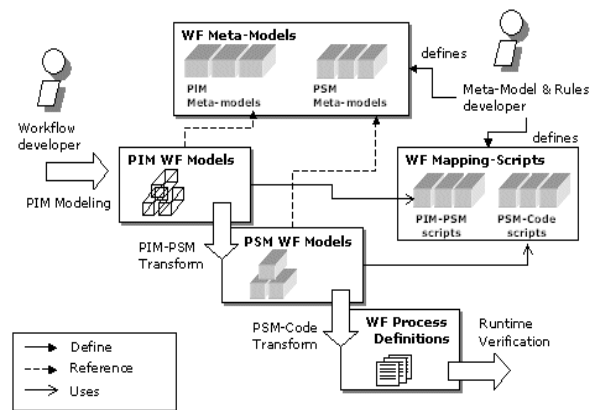 WF Meta-Models
PIM
Meta-models
PSM
Meta-models
defines
Meta-Model & Rules
developer
defines
Workflow
developer
PIM Modeling
PIM WF Models
WF Mapping-Scripts
PIM-PSM
scripts
PSM-Code
scripts
PIM-PSM
Transform
PSM WF Models
PSM-Code
Transform
WF Process
Definitions
Runtime
Verification
Define
Reference
Uses